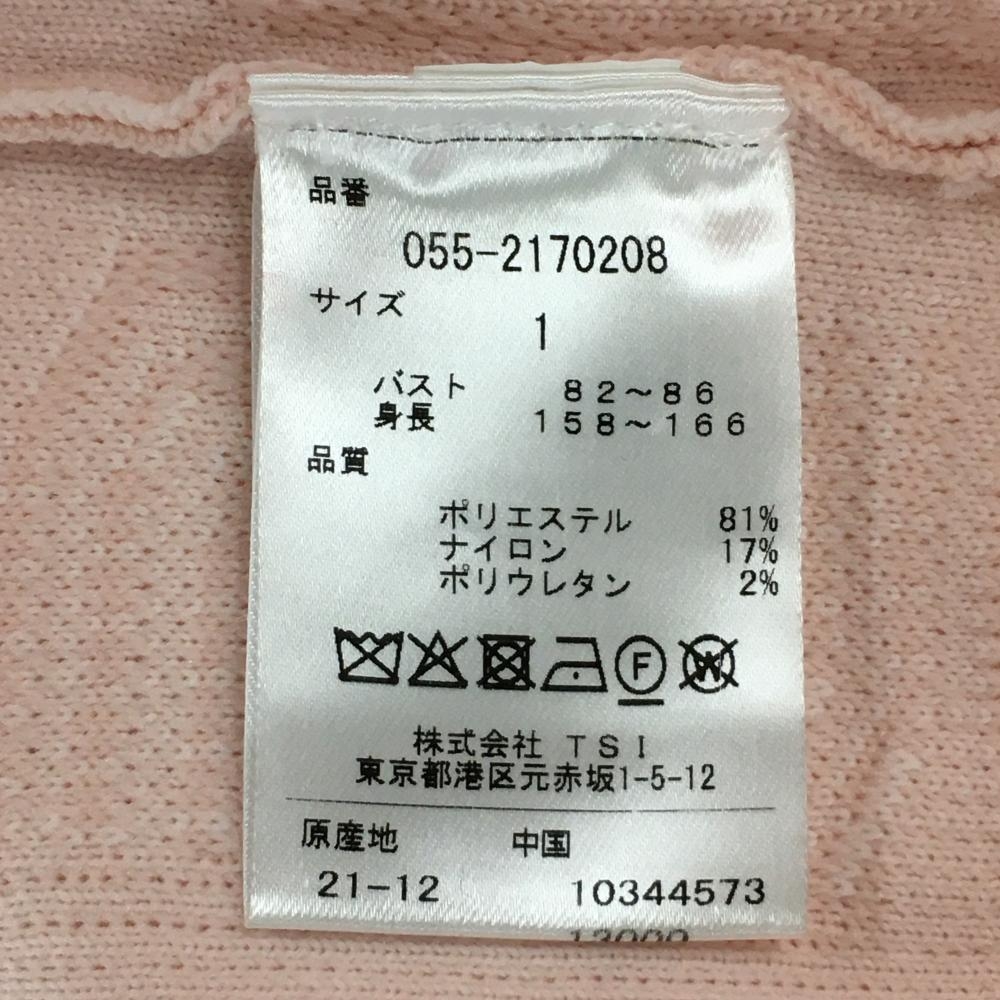 品番
055-2170208
サイズ
1
バスト 82～86
身長 158～166
品質
ポリエステル 81%
ナイロン 17%
ポリウレタン 2%
F W
株式会社 TSI
東京都港区元赤坂1-5-12
原産地 中国
21-12 10344573